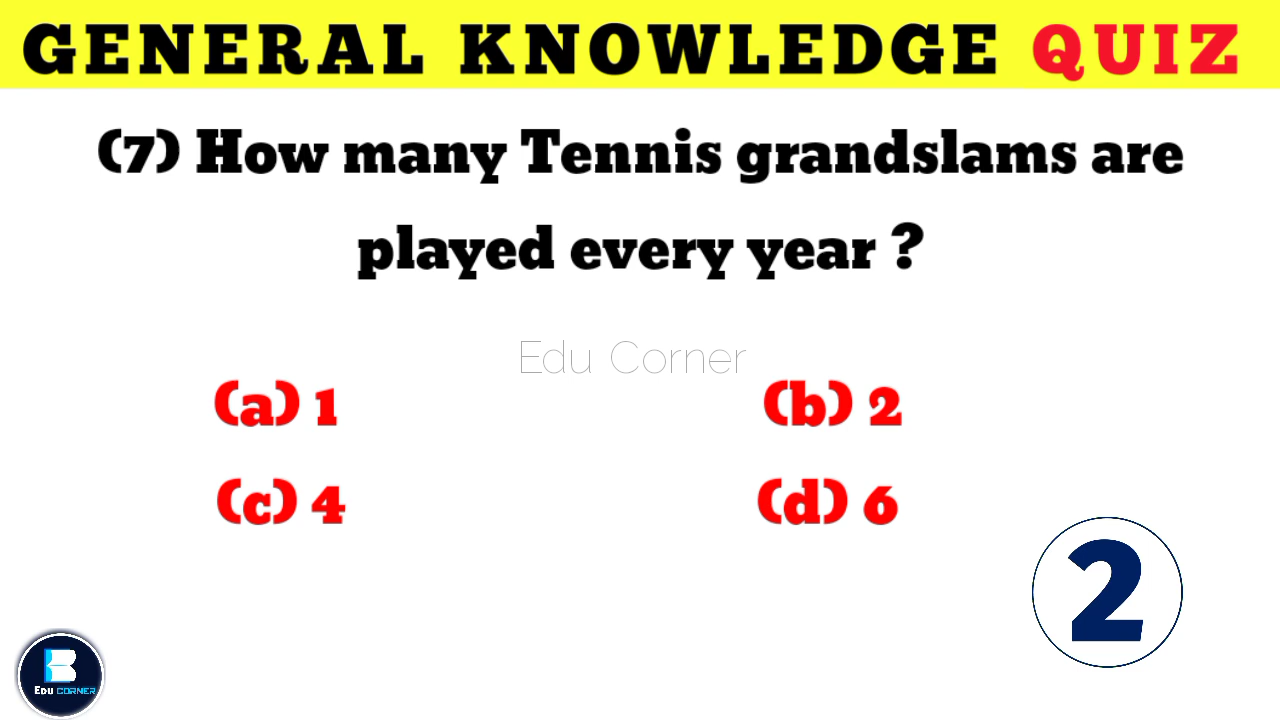 GENERAL KNOWLEDGE QUIZ
(7) How many Tennis grandslams are
played every year ?
Edu Corner
(a) 1
(b) 2
(c) 4
(d) 6
2
EDU CORNER